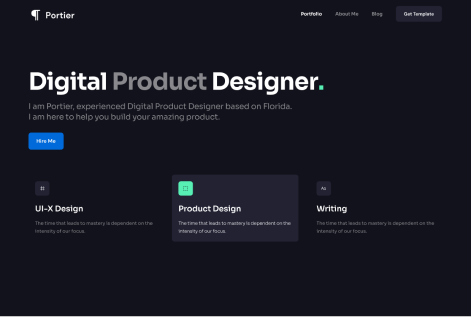 Portier
Portfolio
About Me
Blog
Get Template
Digital Product Designer.
I am Portier, experienced Digital Product Designer based on Florida.
I am here to help you build your amazing product.
Hire Me
UI-X Design
The time that leads to mastery is dependent on the
intensity of our focus.
Product Design
The time that leads to mastery is dependent on the
intensity of our focus.
Aa
Writing
The time that leads to mastery is dependent on the
intensity of our focus.